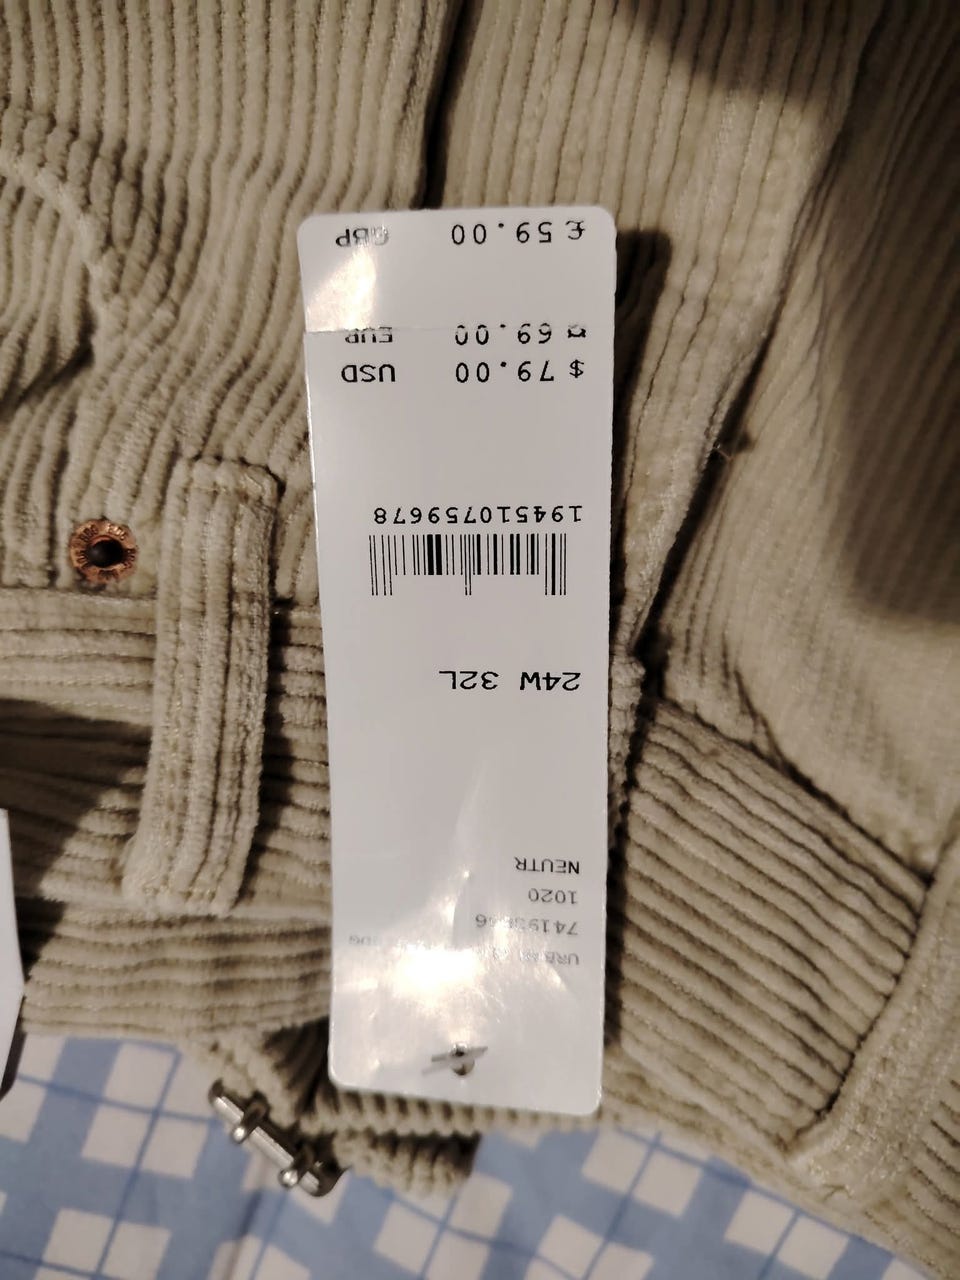 NEUTR
1020
24W 32L
194510759678
$ 79.00 USD
¤ 69.00 EUR
£ 59.00 GBP